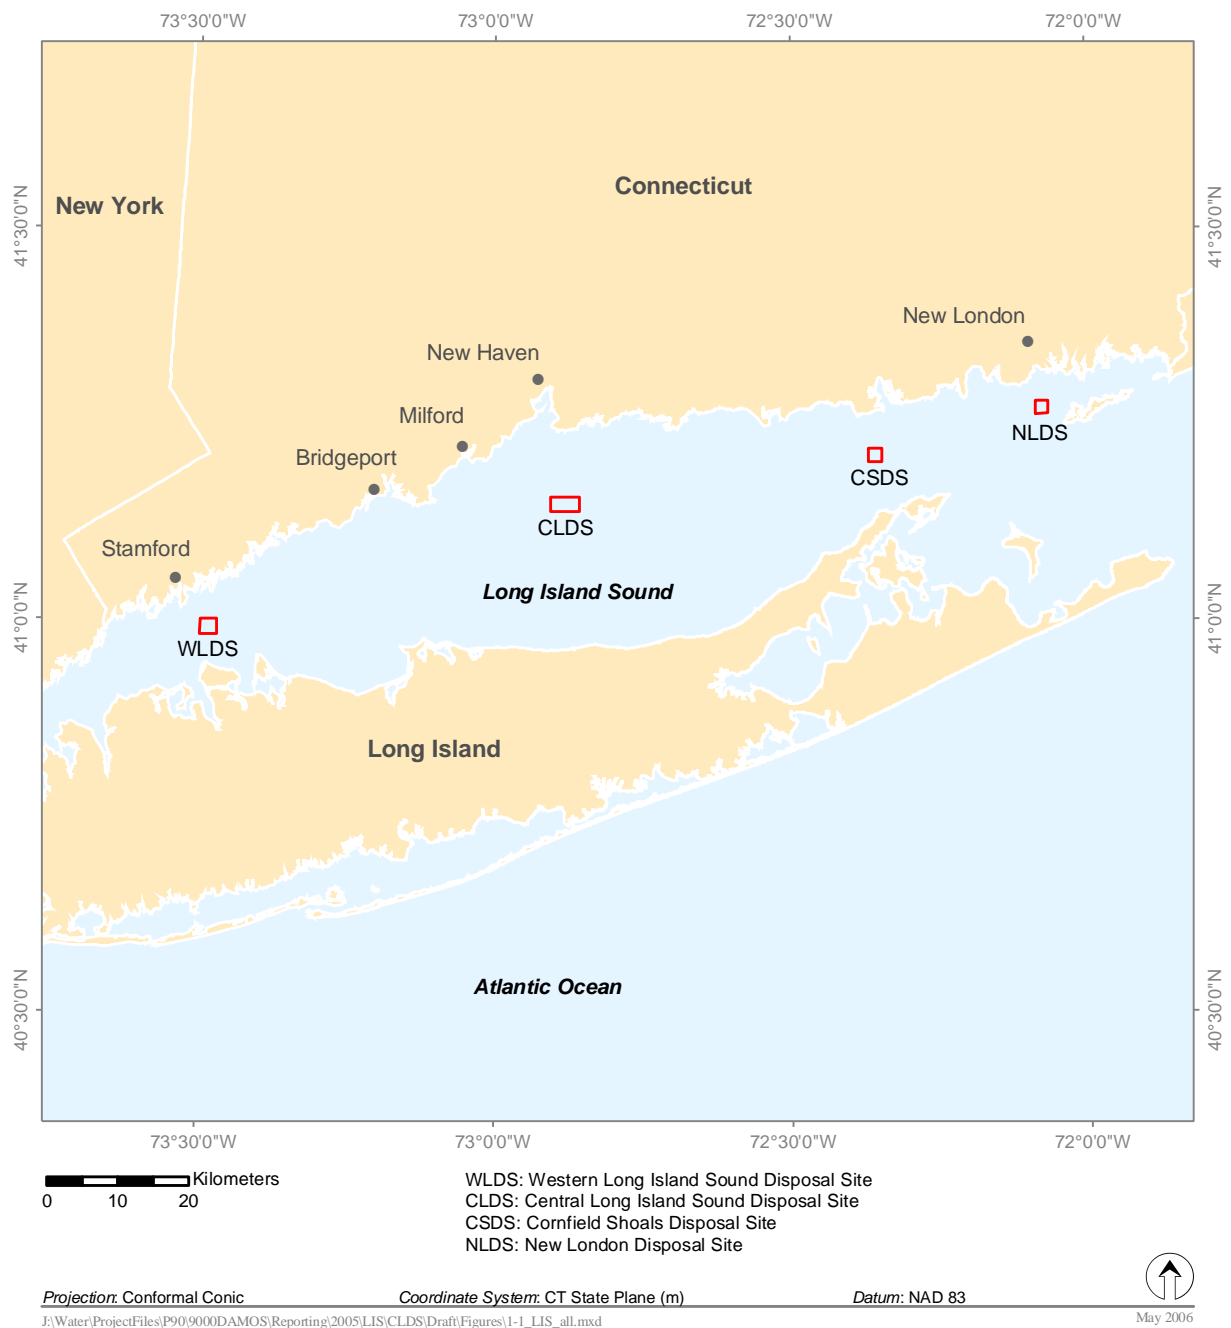 73°30'0"W 73°0'0"W 72°30'0"W 72°0'0"W
Connecticut
New York
41°30'0"N
41°30'0"N
New London
New Haven
NLDS
Milford
CSDS
Bridgeport
CLDS
Stamford
Long Island Sound
41°0'0"N
41°0'0"N
WLDS
Long Island
Atlantic Ocean
40°30'0"N
40°30'0"N
73°30'0"W 73°0'0"W 72°30'0"W 72°0'0"W
Kilometers
0 10 20
WLDS: Western Long Island Sound Disposal Site
CLDS: Central Long Island Sound Disposal Site
CSDS: Cornfield Shoals Disposal Site
NLDS: New London Disposal Site
Projection: Conformal Conic Coordinate System: CT State Plane (m) Datum: NAD 83
J:\Water\ProjectFiles\P90\9000DAMOS\Reporting\2005\LIS\CLDS\Draft\Figures\1-1_LIS_all.mxd May 2006